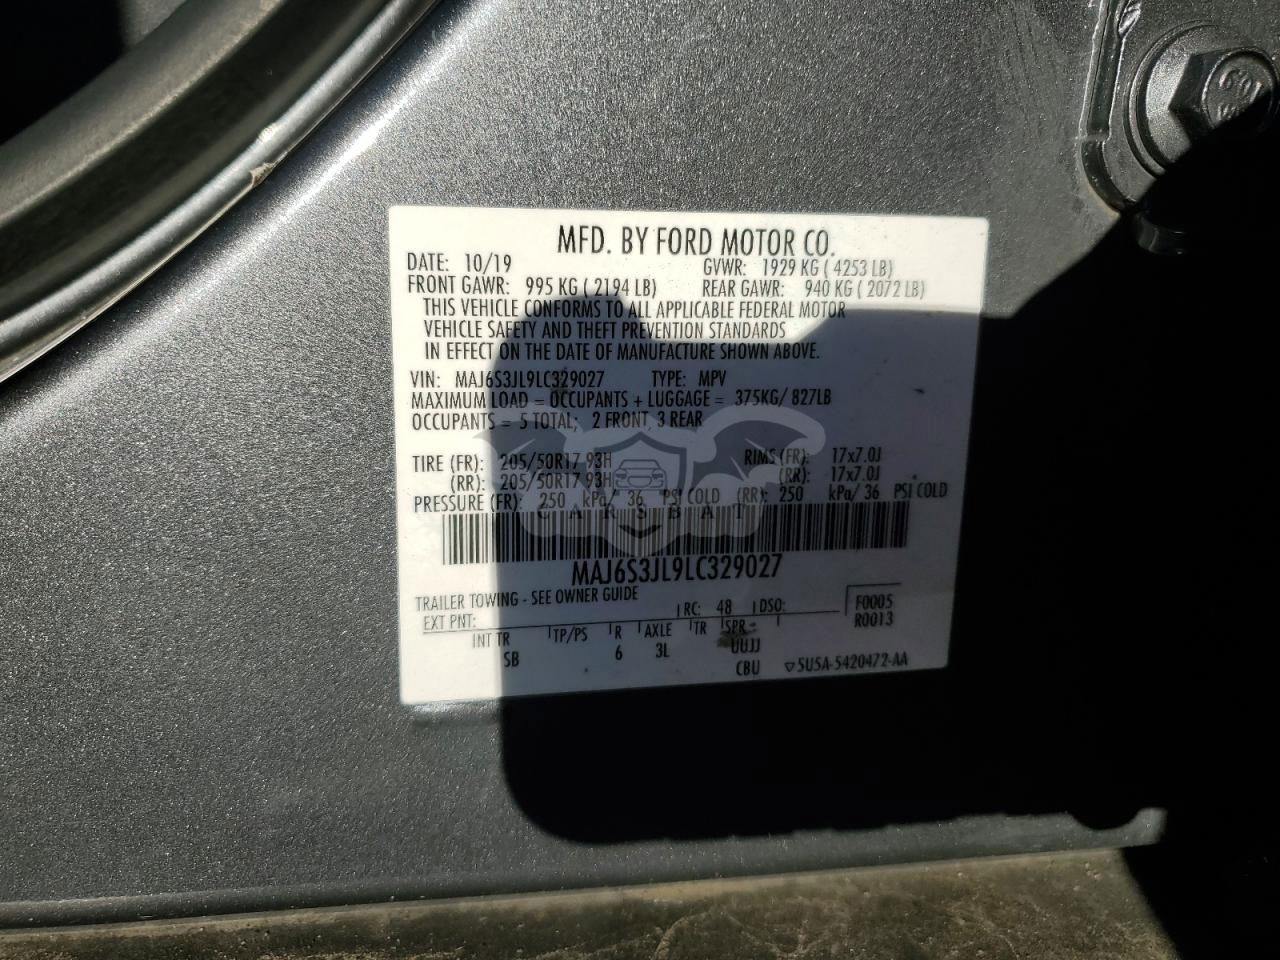 MFD. BY FORD MOTOR CO.
DATE: 10/19 GVWR: 1929 KG ( 4253 LB)
FRONT GAWR: 995 KG ( 2194 LB) REAR GAWR: 940 KG ( 2072 LB)
THIS VEHICLE CONFORMS TO ALL APPLICABLE FEDERAL MOTOR
VEHICLE SAFETY AND THEFT PREVENTION STANDARDS
IN EFFECT ON THE DATE OF MANUFACTURE SHOWN ABOVE.
VIN: MAJ6S3JL9LC329027 TYPE: MPV
MAXIMUM LOAD = OCCUPANTS + LUGGAGE = 375KG/ 827LB
OCCUPANTS = 5 TOTAL; 2 FRONT, 3 REAR
TIRE (FR): 205/50R17 93H RIMS (FR): 17x7.0J
(RR): 205/50R17 93H (RR): 17x7.0J
PRESSURE (FR): 250 kPa/ 36 PSI COLD (RR): 250 kPa/ 36 PSI COLD
CARSBAT
MAJ6S3JL9LC329027
TRAILER TOWING - SEE OWNER GUIDE
EXT PNT: RC: 48 DSO: F0005
R0013
INT TR TP/PS R AXLE TR SPR
SB 6 3L UUJJ
CBU 5U5A-5420472-AA